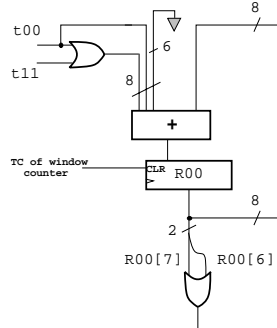 8
t00
6
t11
8
+
TC of window
counter
CLR
R00
8
2
R00[7] R00[6]